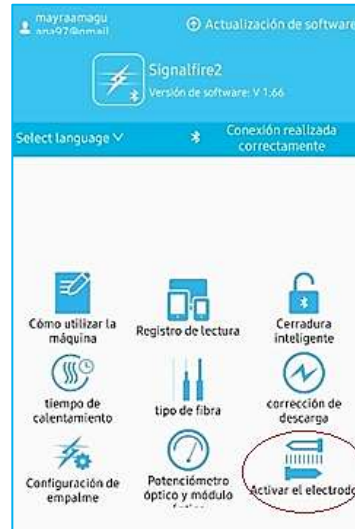 mayraamagu
Actualización de software
Signalfire2
Versión de software: V 1.66
Select language
Conexión realizada
correctamente
Cómo utilizar la
máquina
Registro de lectura
Cerradura
inteligente
tiempo de
calentamiento
tipo de fibra
corrección de
descarga
Configuración de
empalme
Potenciómetro
óptico y módulo
Activar el electrodo